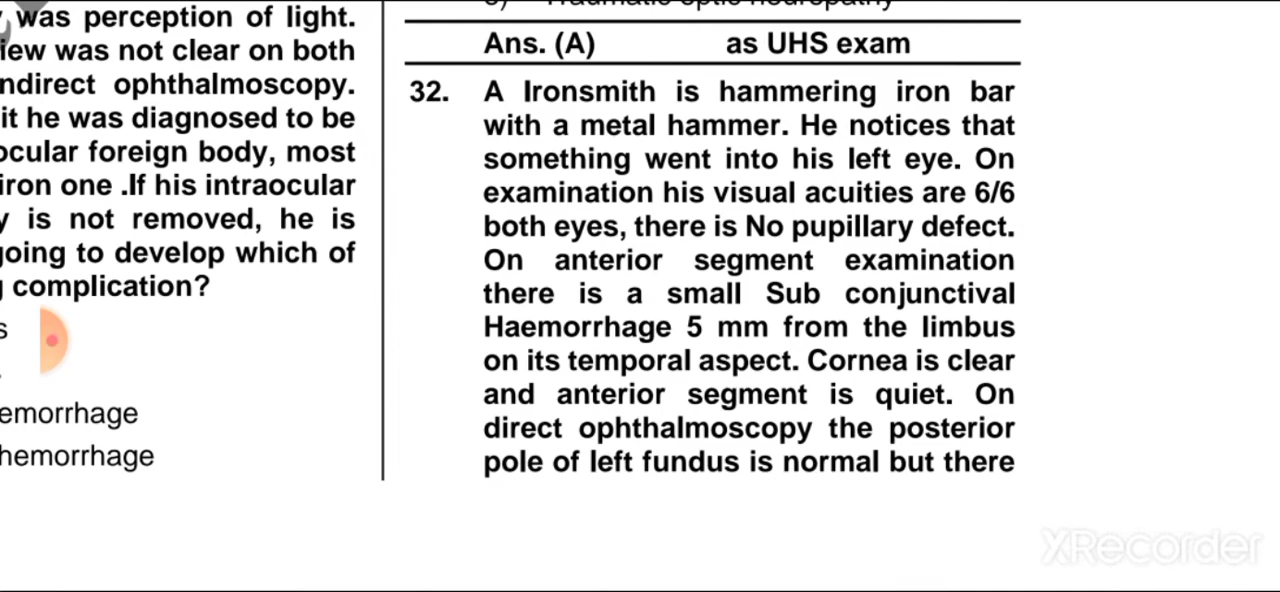 was perception of light.
iew was not clear on both
ndirect ophthalmoscopy.
it he was diagnosed to be
ocular foreign body, most
iron one .If his intraocular
y is not removed, he is
going to develop which of
complication?
s
emorrhage
hemorrhage
Traumatic optic neuropathy
Ans. (A) as UHS exam
32. A Ironsmith is hammering iron bar
with a metal hammer. He notices that
something went into his left eye. On
examination his visual acuities are 6/6
both eyes, there is No pupillary defect.
On anterior segment examination
there is a small Sub conjunctival
Haemorrhage 5 mm from the limbus
on its temporal aspect. Cornea is clear
and anterior segment is quiet. On
direct ophthalmoscopy the posterior
pole of left fundus is normal but there
XRecorder